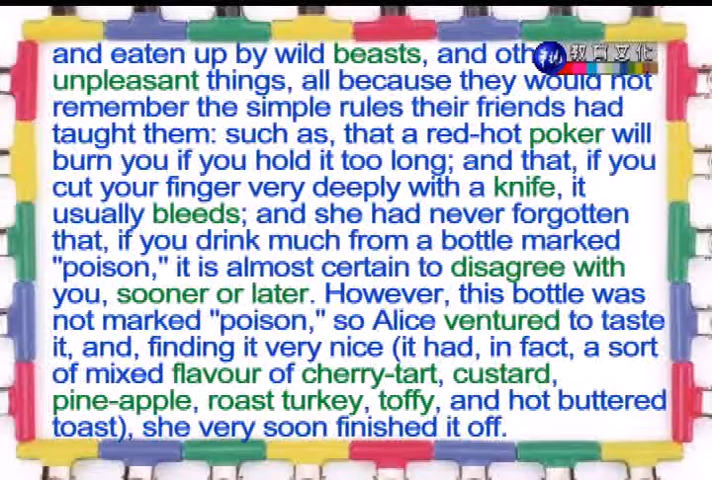 and eaten up by wild beasts, and oth
教育文化
unpleasant things, all because they would not
remember the simple rules their friends had
taught them: such as, that a red-hot poker will
burn you if you hold it too long; and that, if you
cut your finger very deeply with a knife, it
usually bleeds; and she had never forgotten
that, if you drink much from a bottle marked
"poison," it is almost certain to disagree with
you, sooner or later. However, this bottle was
not marked "poison," so Alice ventured to taste
it, and, finding it very nice (it had, in fact, a sort
of mixed flavour of cherry-tart, custard,
pine-apple, roast turkey, toffy, and hot buttered
toast), she very soon finished it off.